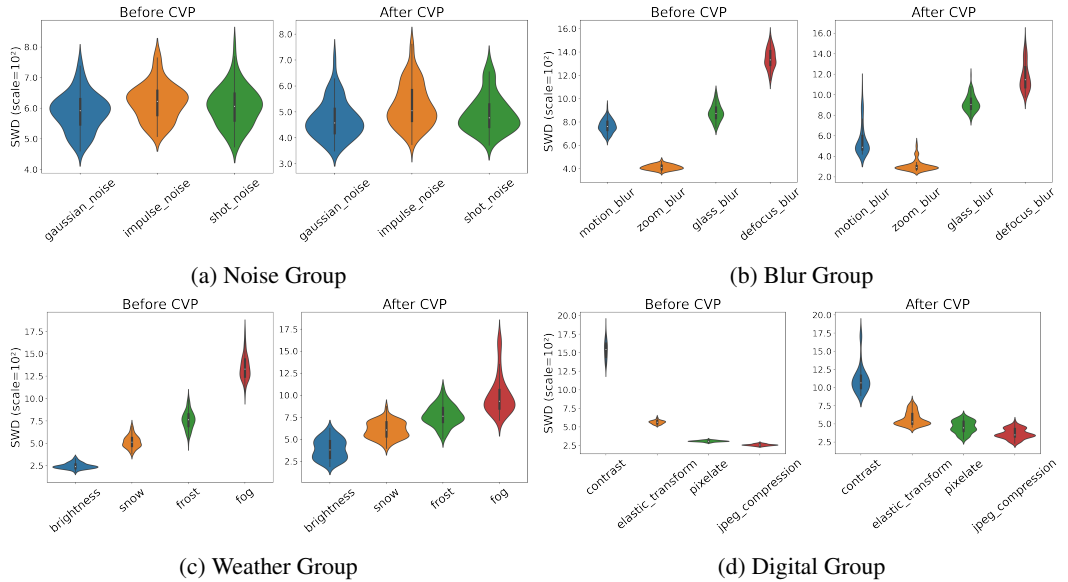 Before CVP
After CVP
SWD (scale=10²)
8.0
7.0
6.0
5.0
4.0
8.0
7.0
6.0
5.0
4.0
3.0
gaussian_noise
impulse_noise
shot_noise
gaussian_noise
impulse_noise
shot_noise
(a) Noise Group
Before CVP
After CVP
SWD (scale=10²)
16.0
14.0
12.0
10.0
8.0
6.0
4.0
16.0
14.0
12.0
10.0
8.0
6.0
4.0
2.0
motion_blur
zoom_blur
glass_blur
defocus_blur
motion_blur
zoom_blur
glass_blur
defocus_blur
(b) Blur Group
Before CVP
After CVP
SWD (scale=10²)
17.5
15.0
12.5
10.0
7.5
5.0
2.5
17.5
15.0
12.5
10.0
7.5
5.0
2.5
brightness
snow
frost
fog
brightness
snow
frost
fog
(c) Weather Group
Before CVP
After CVP
SWD (scale=10²)
20.0
17.5
15.0
12.5
10.0
7.5
5.0
2.5
20.0
17.5
15.0
12.5
10.0
7.5
5.0
2.5
contrast
elastic_transform
pixelate
jpeg_compression
contrast
elastic_transform
pixelate
jpeg_compression
(d) Digital Group